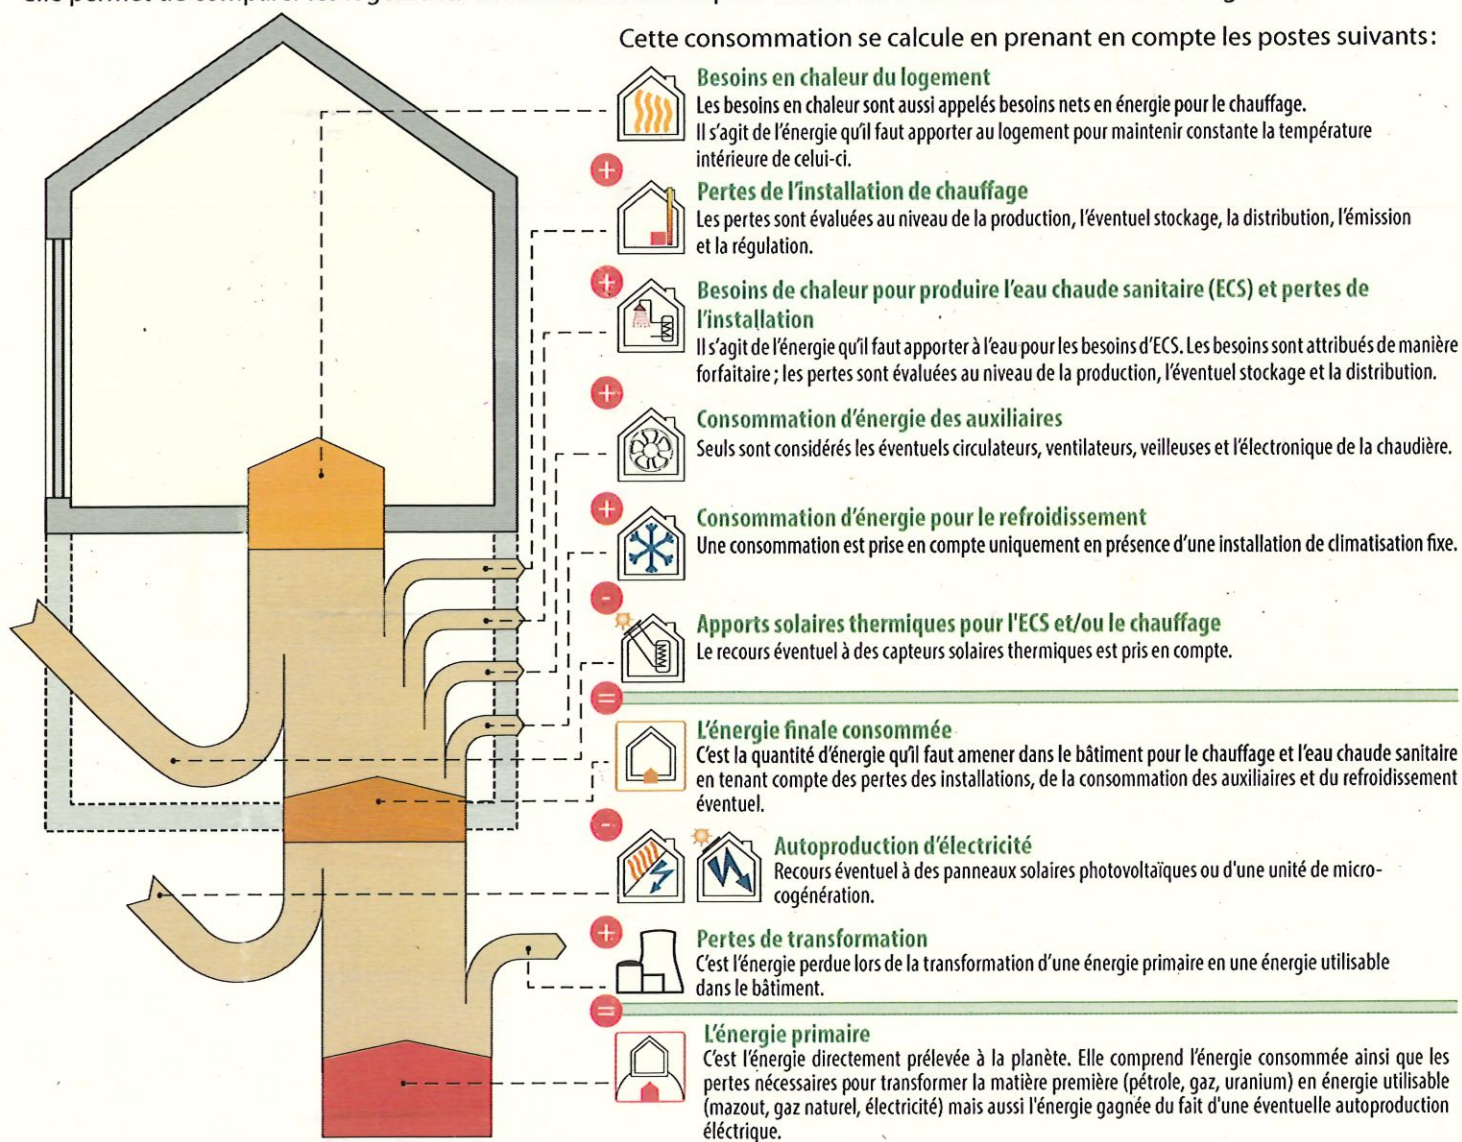 Cette consommation se calcule en prenant en compte les postes suivants :
Besoins en chaleur du logement
Les besoins en chaleur sont aussi appelés besoins nets en énergie pour le chauffage.
Il s'agit de l'énergie qu'il faut apporter au logement pour maintenir constante la température
intérieure de celui-ci.
+
Pertes de l'installation de chauffage
Les pertes sont évaluées au niveau de la production, l'éventuel stockage, la distribution, l'émission
et la régulation.
+
Besoins de chaleur pour produire l'eau chaude sanitaire (ECS) et pertes de
l'installation
Il s'agit de l'énergie qu'il faut apporter à l'eau pour les besoins d'ECS. Les besoins sont attribués de manière
forfaitaire ; les pertes sont évaluées au niveau de la production, l'éventuel stockage et la distribution.
+
Consommation d'énergie des auxiliaires
Seuls sont considérés les éventuels circulateurs, ventilateurs, veilleuses et l'électronique de la chaudière.
+
Consommation d'énergie pour le refroidissement
Une consommation est prise en compte uniquement en présence d'une installation de climatisation fixe.
-
Apports solaires thermiques pour l'ECS et/ou le chauffage
Le recours éventuel à des capteurs solaires thermiques est pris en compte.
=
L'énergie finale consommée
C'est la quantité d'énergie qu'il faut amener dans le bâtiment pour le chauffage et l'eau chaude sanitaire
en tenant compte des pertes des installations, de la consommation des auxiliaires et du refroidissement
éventuel.
-
Autoproduction d'électricité
Recours éventuel à des panneaux solaires photovoltaïques ou d'une unité de micro-
cogénération.
+
Pertes de transformation
C'est l'énergie perdue lors de la transformation d'une énergie primaire en une énergie utilisable
dans le bâtiment.
=
L'énergie primaire
C'est l'énergie directement prélevée à la planète. Elle comprend l'énergie consommée ainsi que les
pertes nécessaires pour transformer la matière première (pétrole, gaz, uranium) en énergie utilisable
(mazout, gaz naturel, électricité) mais aussi l'énergie gagnée du fait d'une éventuelle autoproduction
éléctrique.